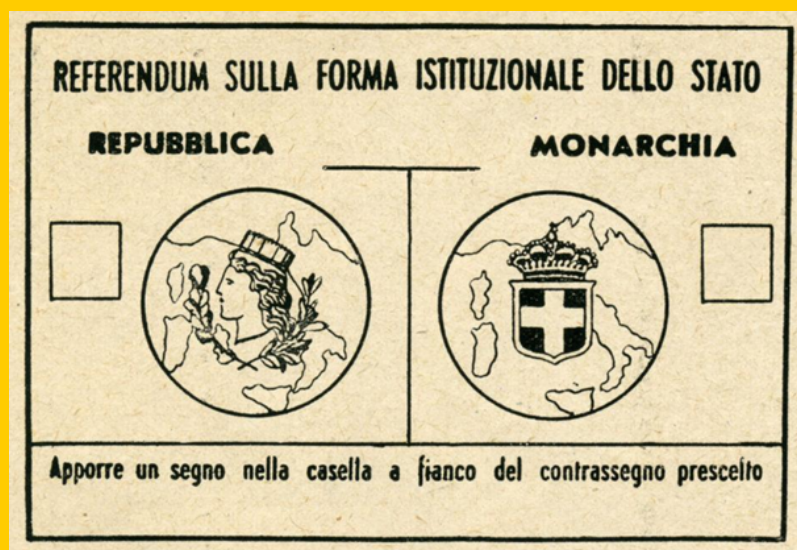 REFERENDUM SULLA FORMA ISTITUZIONALE DELLO STATO
REPUBBLICA
MONARCHIA
Apporre un segno nella casella a fianco del contrassegno prescelto